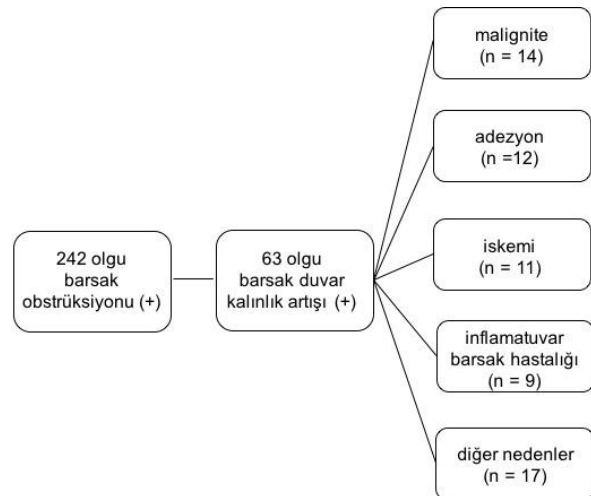 242 olgu
barsak
obstrüksiyonu (+)
63 olgu
barsak duvar
kalınlık artışı (+)
malignite
(n = 14)
adezyon
(n =12)
iskemi
(n = 11)
inflamatuvar
barsak hastalığı
(n = 9)
diğer nedenler
(n = 17)